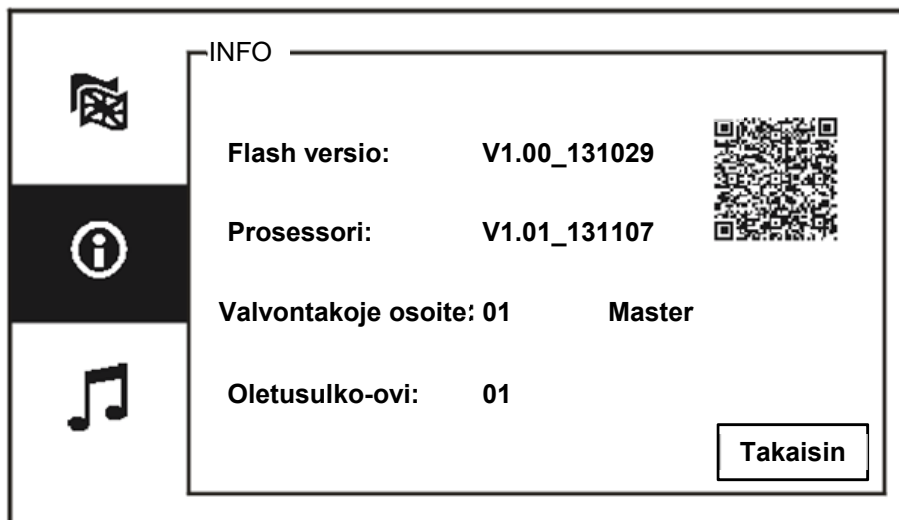 INFO
Flash versio: V1.00_131029
Prosessori: V1.01_131107
Valvontakoje osoite: 01 Master
Oletusulko-ovi: 01
Takaisin